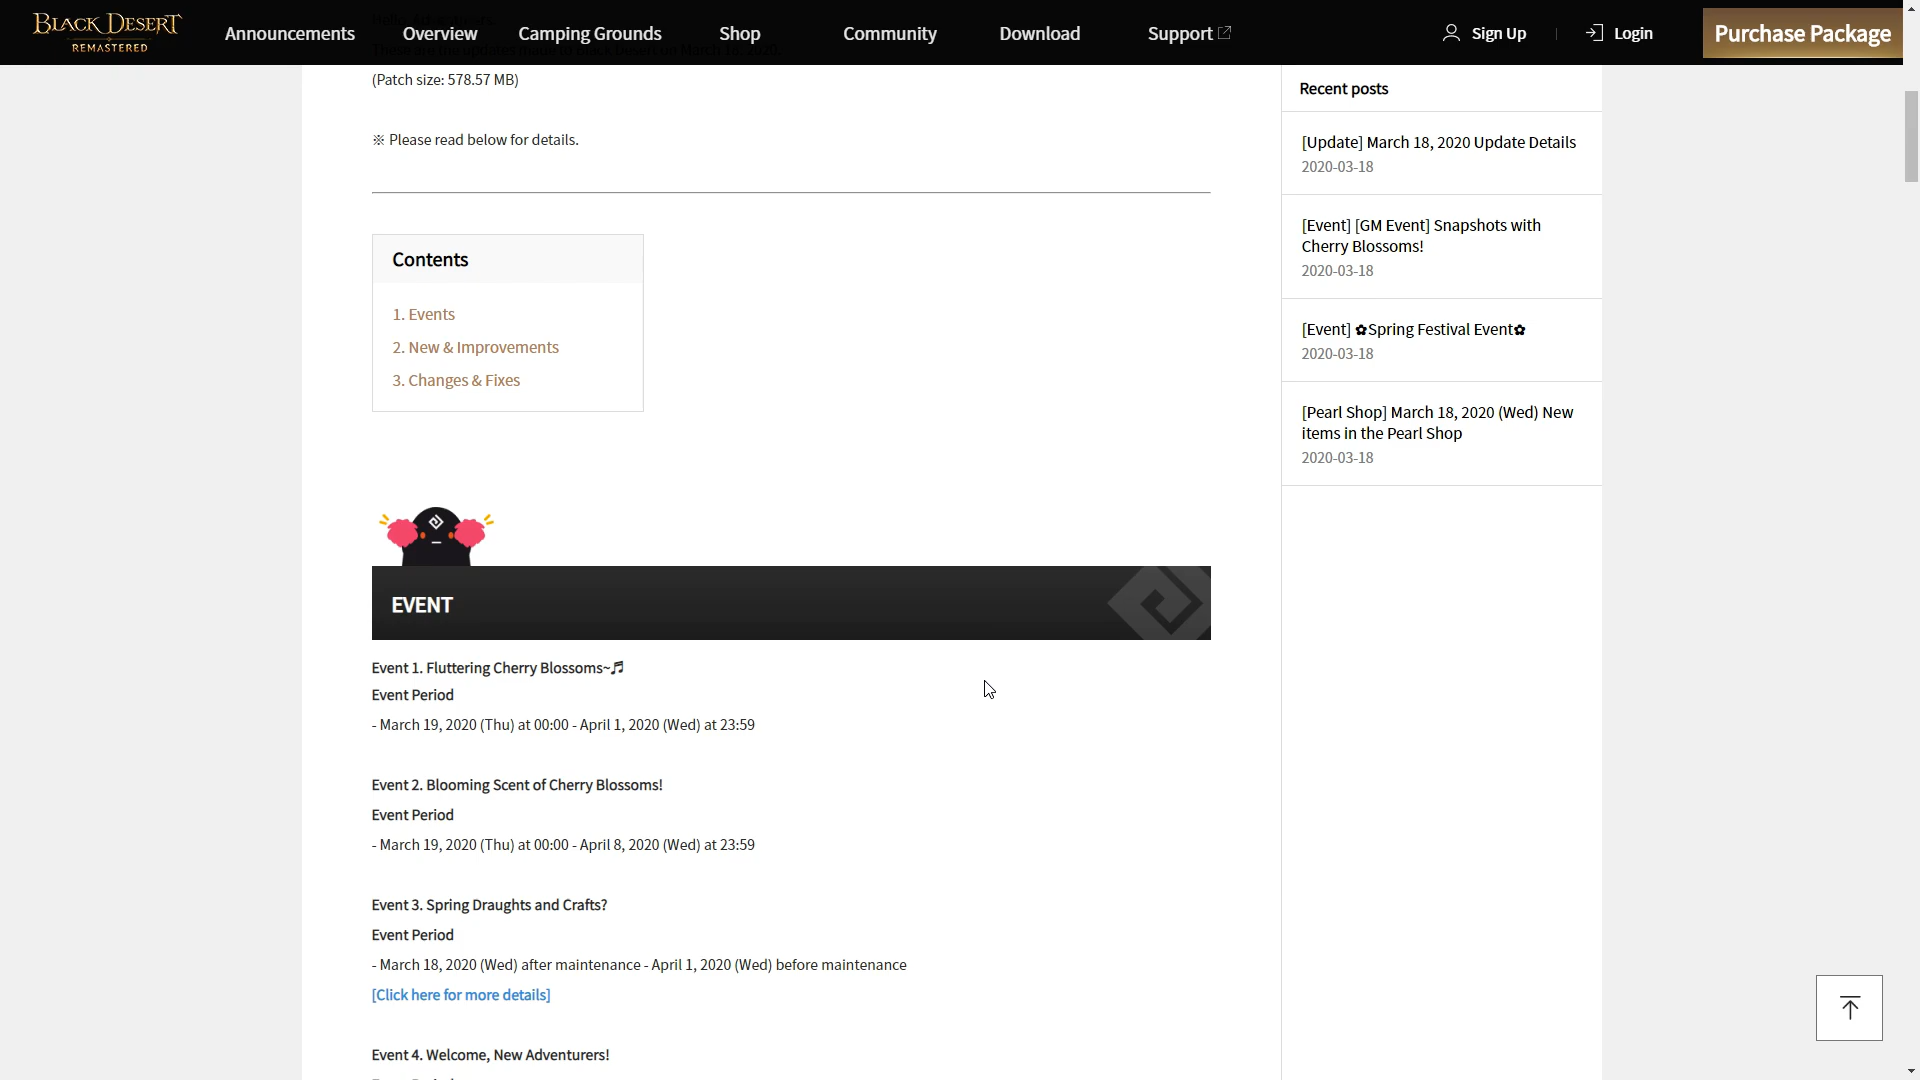 BLACK DESERT
REMASTERED
Announcements
Overview
Camping Grounds
Shop
Community
Download
Support
Sign Up
Login
Purchase Package
(Patch size: 578.57 MB)
※ Please read below for details.
Contents
1. Events
2. New & Improvements
3. Changes & Fixes
EVENT
Event 1. Fluttering Cherry Blossoms~🎵
Event Period
- March 19, 2020 (Thu) at 00:00 - April 1, 2020 (Wed) at 23:59
Event 2. Blooming Scent of Cherry Blossoms!
Event Period
- March 19, 2020 (Thu) at 00:00 - April 8, 2020 (Wed) at 23:59
Event 3. Spring Draughts and Crafts?
Event Period
- March 18, 2020 (Wed) after maintenance - April 1, 2020 (Wed) before maintenance
[Click here for more details]
Event 4. Welcome, New Adventurers!
Recent posts
[Update] March 18, 2020 Update Details
2020-03-18
[Event] [GM Event] Snapshots with
Cherry Blossoms!
2020-03-18
[Event] ✿Spring Festival Event✿
2020-03-18
[Pearl Shop] March 18, 2020 (Wed) New
items in the Pearl Shop
2020-03-18